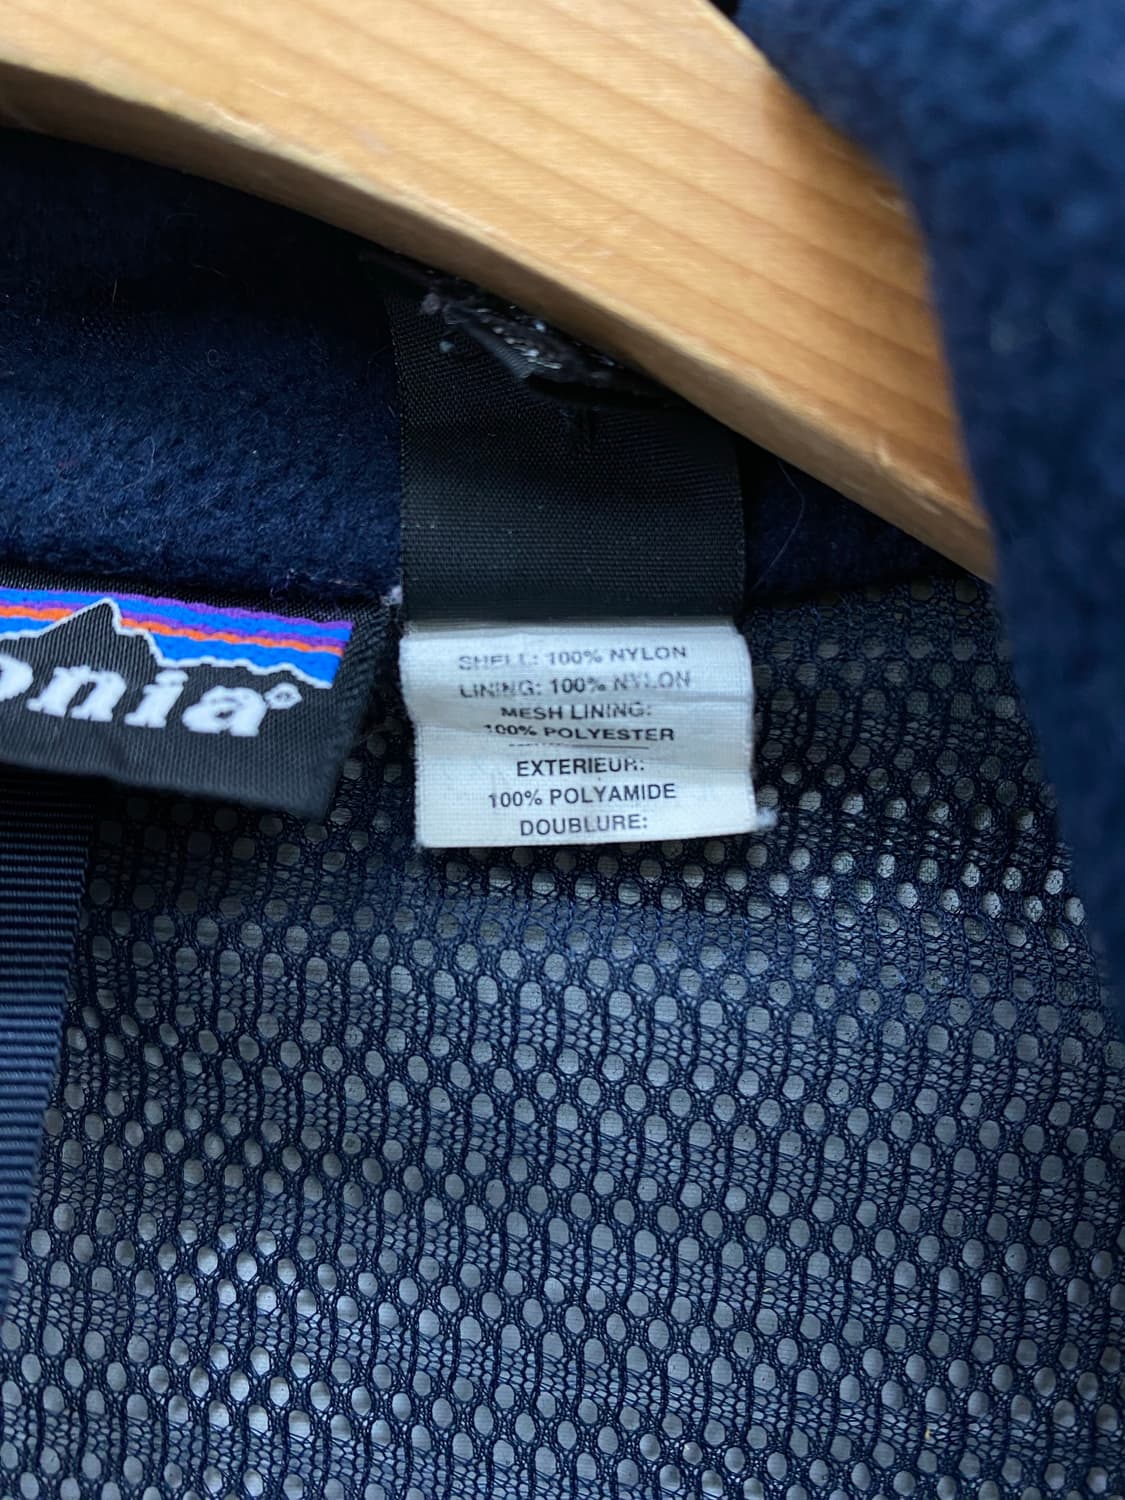 onia®
SHELL: 100% NYLON
LINING: 100% NYLON
MESH LINING:
100% POLYESTER
EXTERIEUR:
100% POLYAMIDE
DOUBLURE: